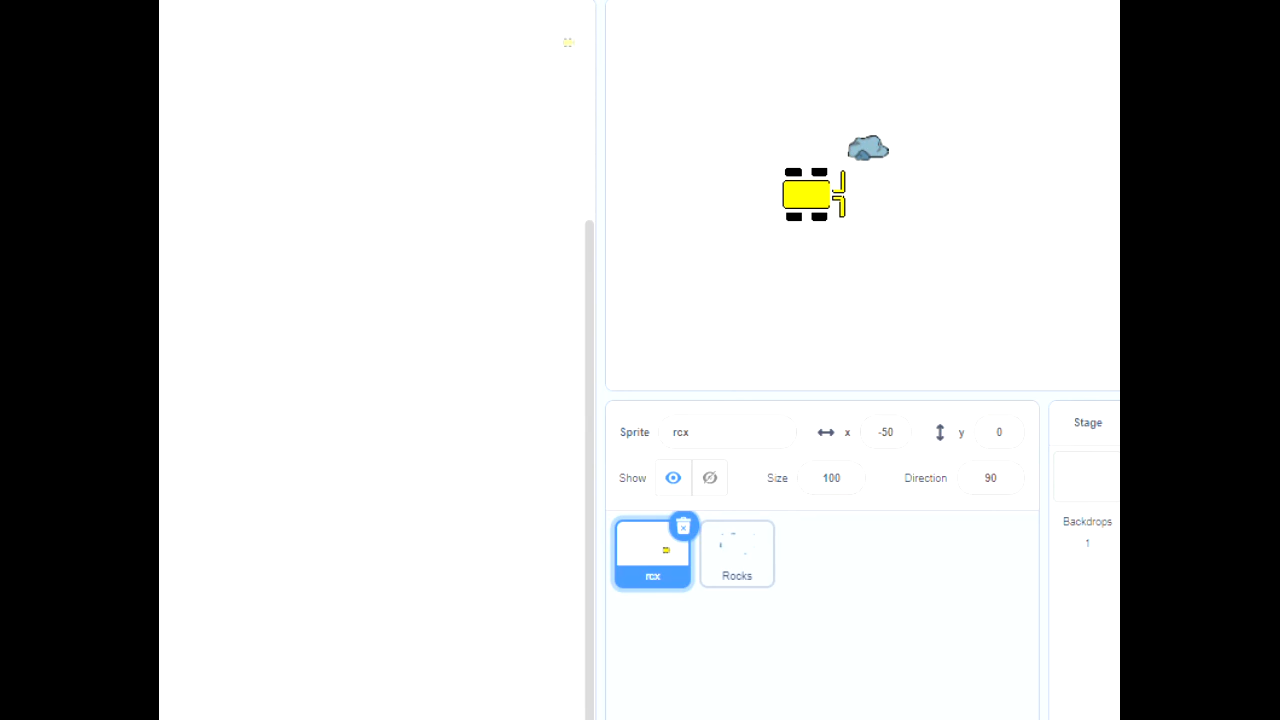 Sprite rcx x -50 y 0
Show Size 100 Direction 90
rcx
Rocks
Stage
Backdrops
1